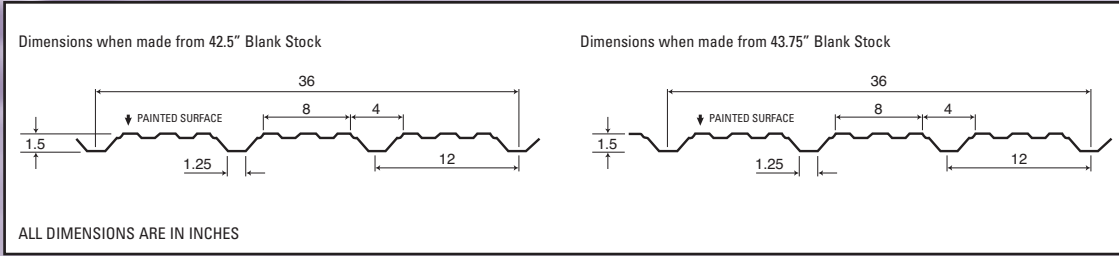 Dimensions when made from 42.5" Blank Stock
36
PAINTED SURFACE
8
4
1.5
1.25
12
Dimensions when made from 43.75" Blank Stock
36
PAINTED SURFACE
8
4
1.5
1.25
12
ALL DIMENSIONS ARE IN INCHES